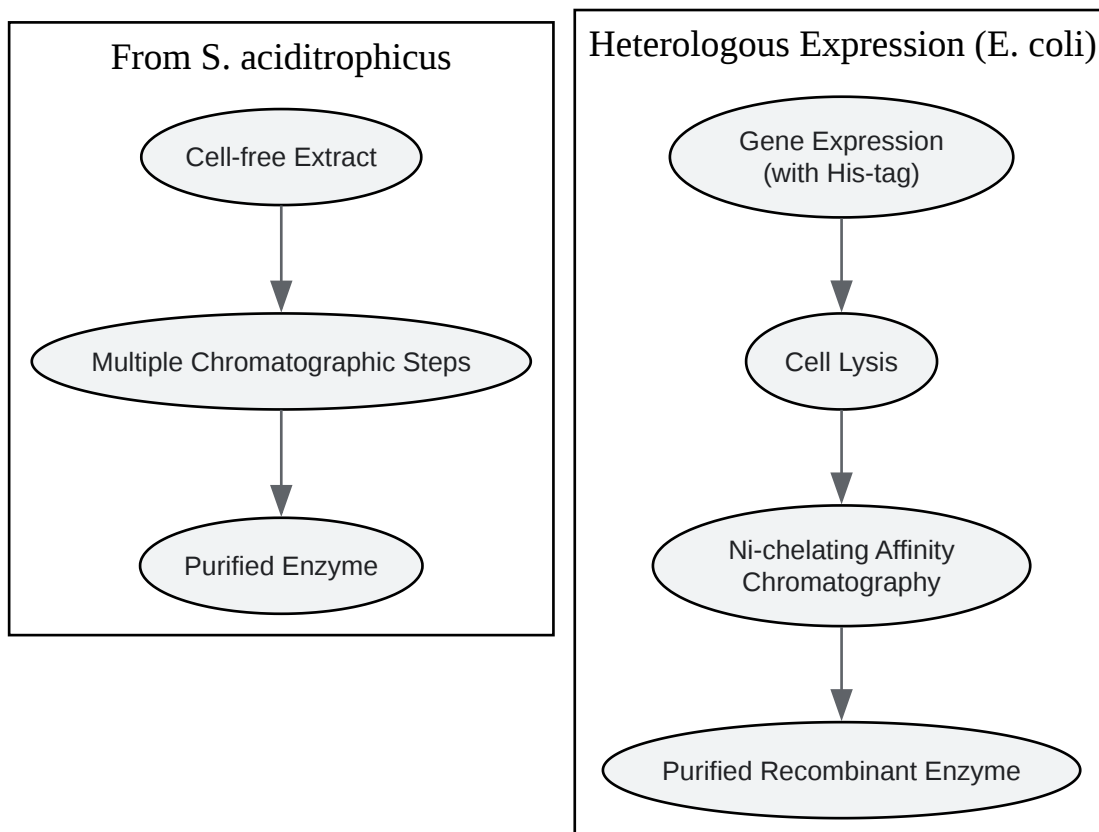 From S. aciditrophicus
Cell-free Extract
Multiple Chromatographic Steps
Purified Enzyme
Heterologous Expression (E. coli)
Gene Expression
(with His-tag)
Cell Lysis
Ni-chelating Affinity
Chromatography
Purified Recombinant Enzyme